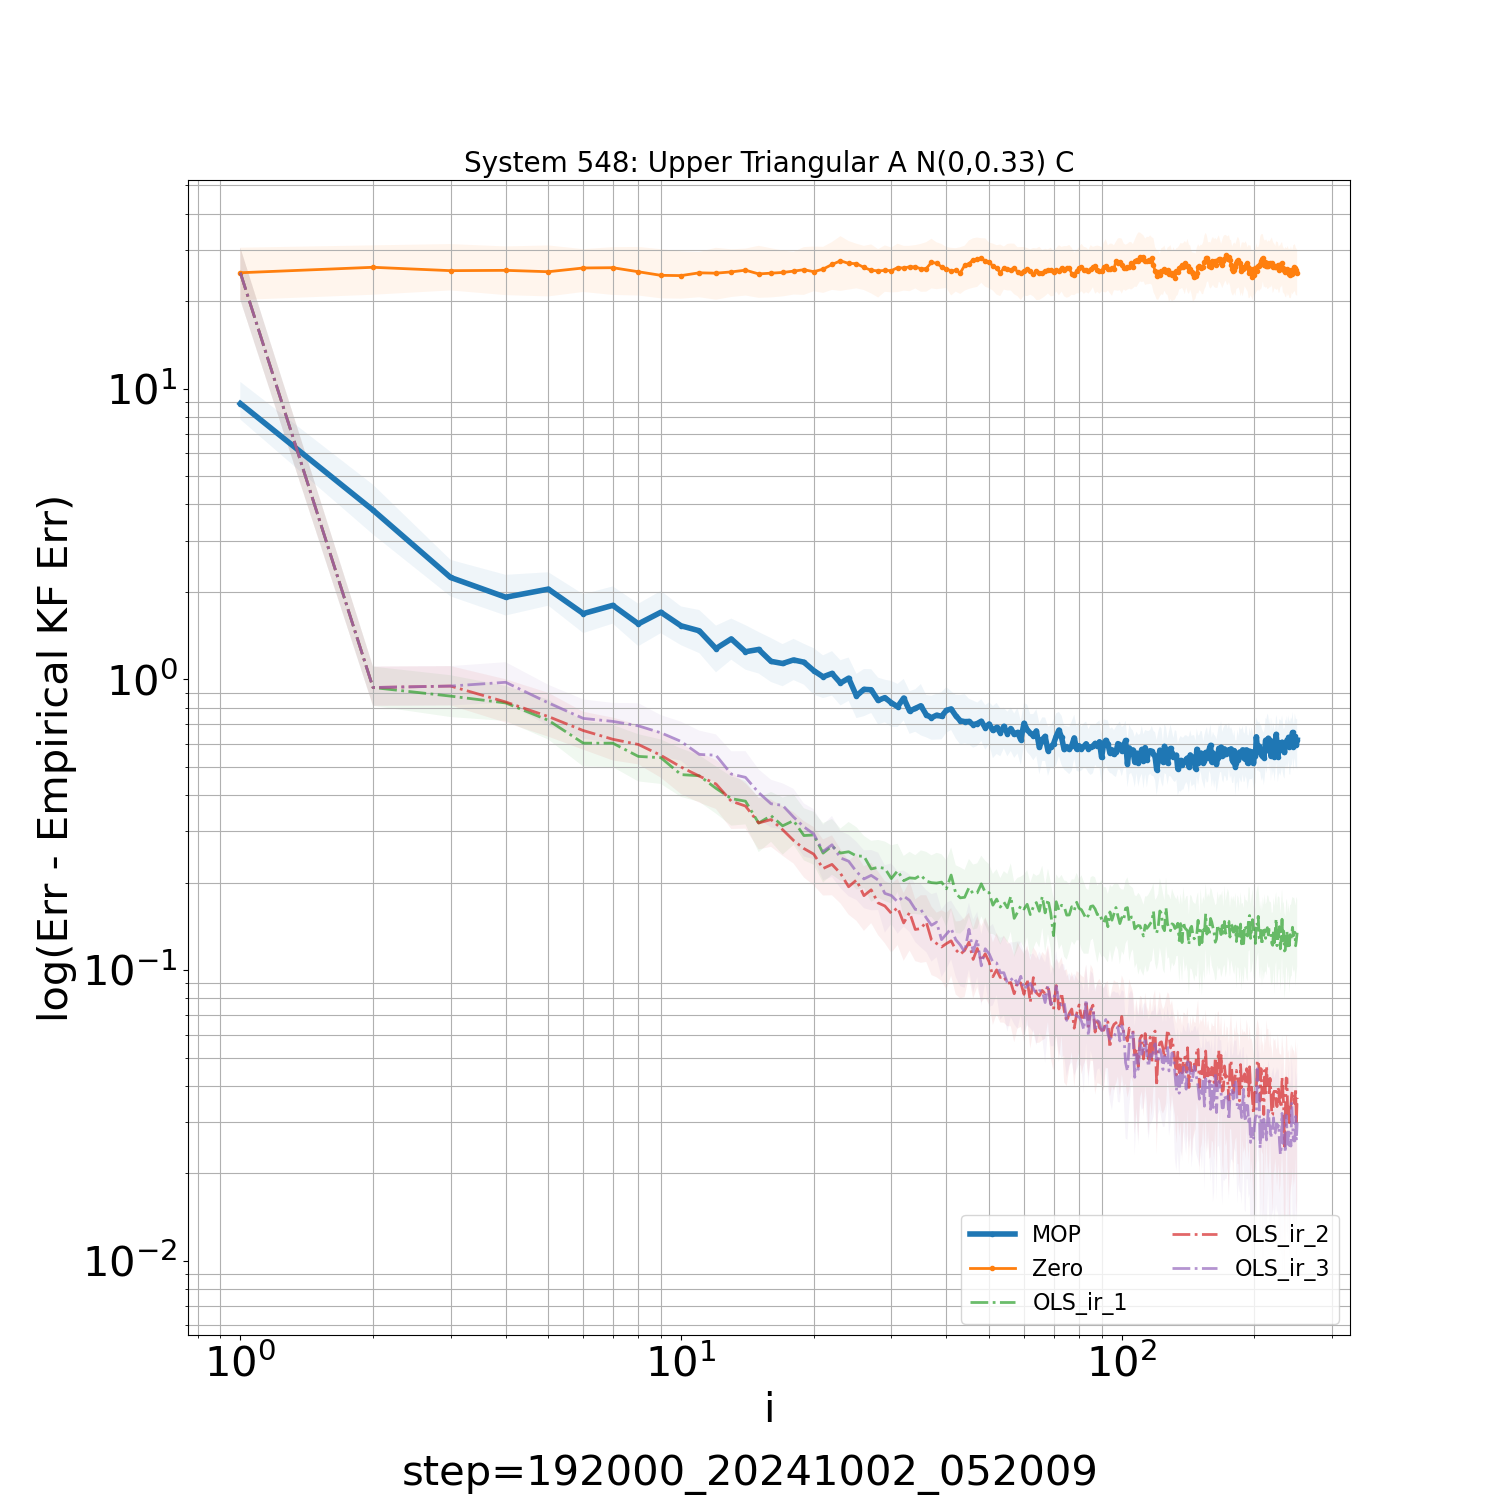 System 548: Upper Triangular A N(0,0.33) C
log(Err - Empirical KF Err)
10¹
10⁰
10⁻¹
10⁻²
MOP
Zero
OLS_ir_1
OLS_ir_2
OLS_ir_3
10⁰ 10¹ 10²
i
step=192000_20241002_052009